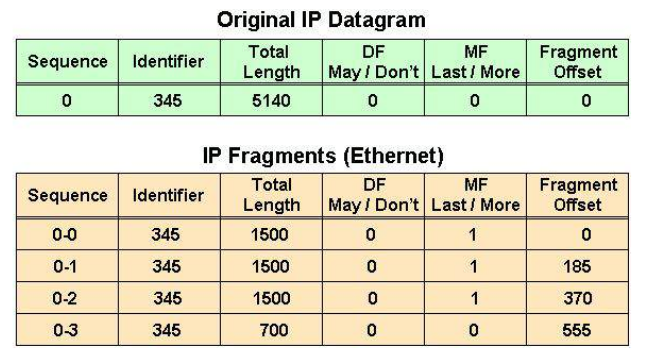 Original IP Datagram
Sequence Identifier Total Length DF May / Don't MF Last / More Fragment Offset
0 345 5140 0 0 0
IP Fragments (Ethernet)
Sequence Identifier Total Length DF May / Don't MF Last / More Fragment Offset
0-0 345 1500 0 1 0
0-1 345 1500 0 1 185
0-2 345 1500 0 1 370
0-3 345 700 0 0 555